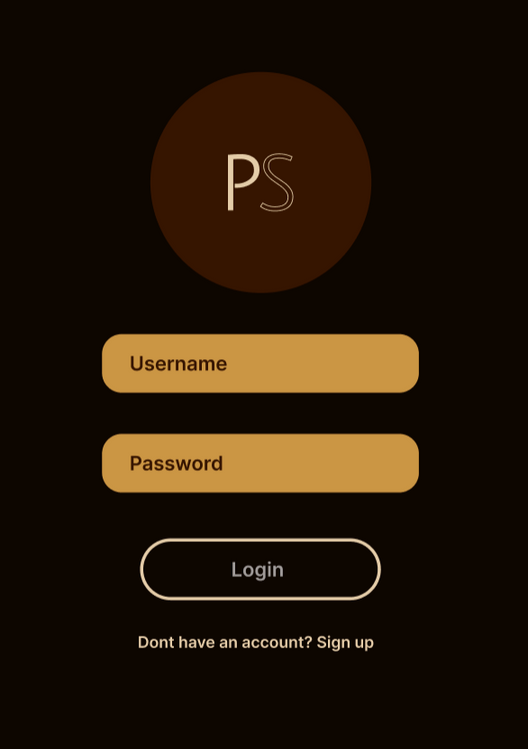 PS
Username
Password
Login
Dont have an account? Sign up